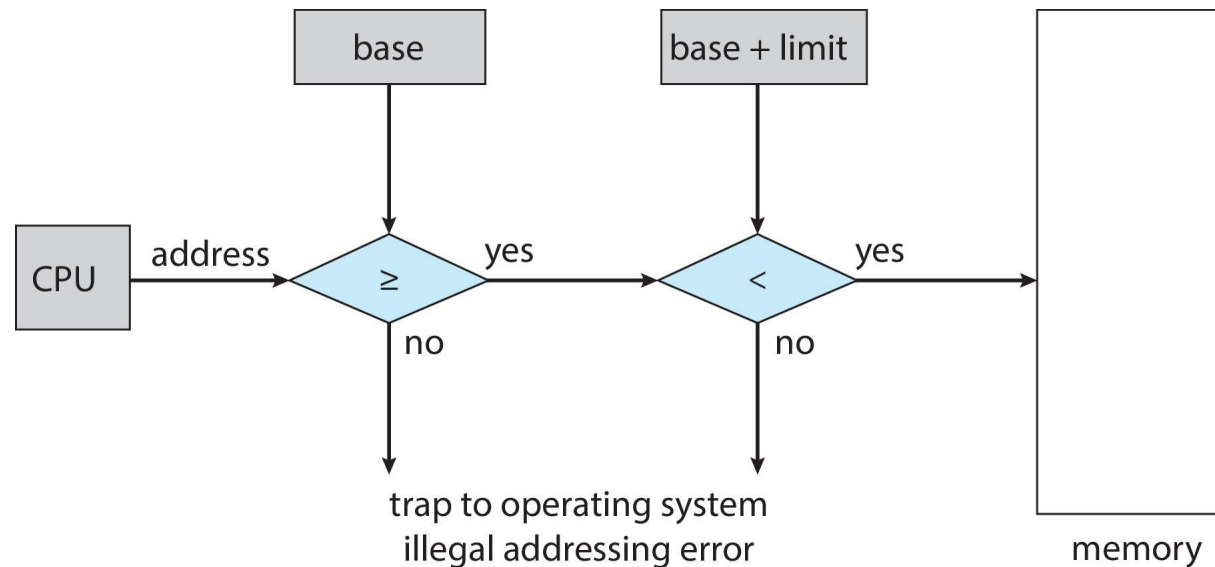 base
base + limit
CPU
address
≥
yes
<
yes
no
no
trap to operating system
illegal addressing error
memory